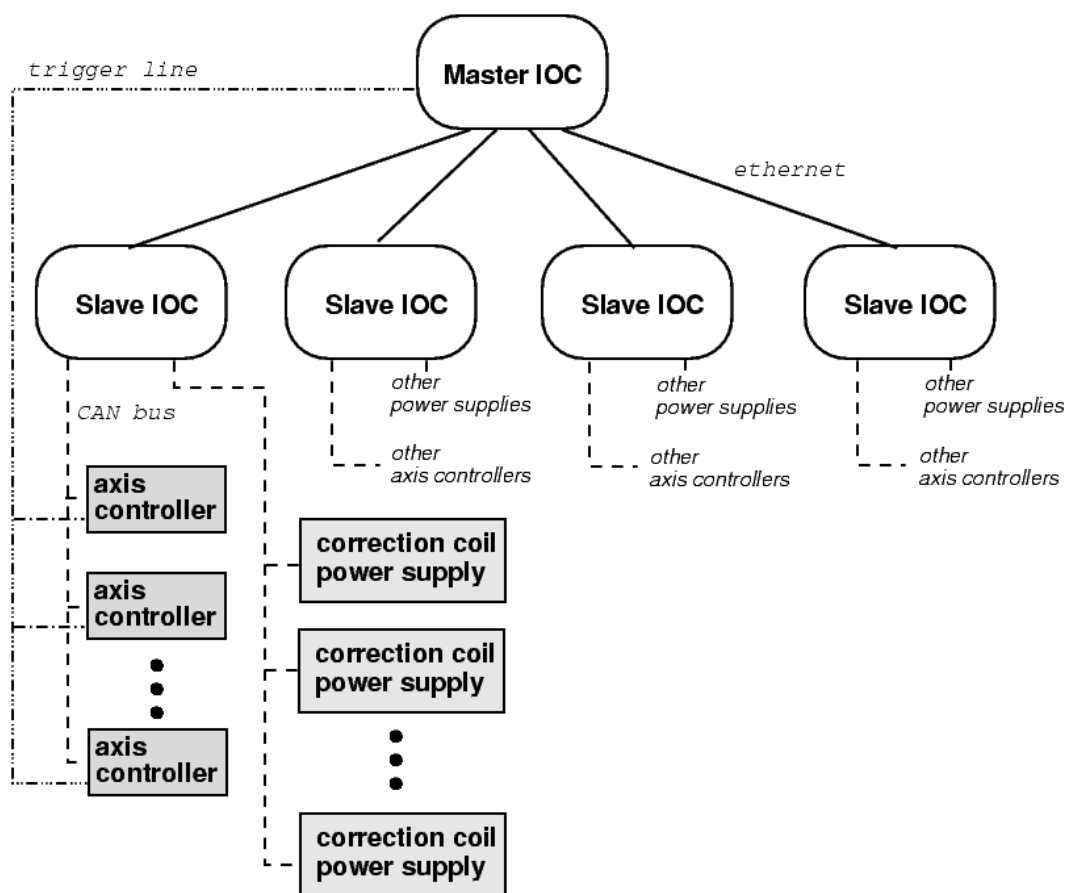 Master IOC
trigger line
ethernet
Slave IOC
Slave IOC
Slave IOC
Slave IOC
CAN bus
other
power supplies
other
axis controllers
other
power supplies
other
axis controllers
other
power supplies
other
axis controllers
axis
controller
axis
controller
axis
controller
correction coil
power supply
correction coil
power supply
correction coil
power supply